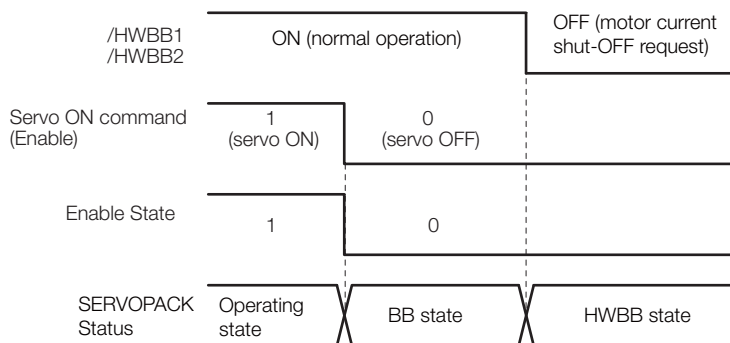 /HWBB1
/HWBB2
ON (normal operation)
OFF (motor current
shut-OFF request)
Servo ON command
(Enable)
1
(servo ON)
0
(servo OFF)
Enable State
1
0
SERVOPACK
Status
Operating
state
BB state
HWBB state